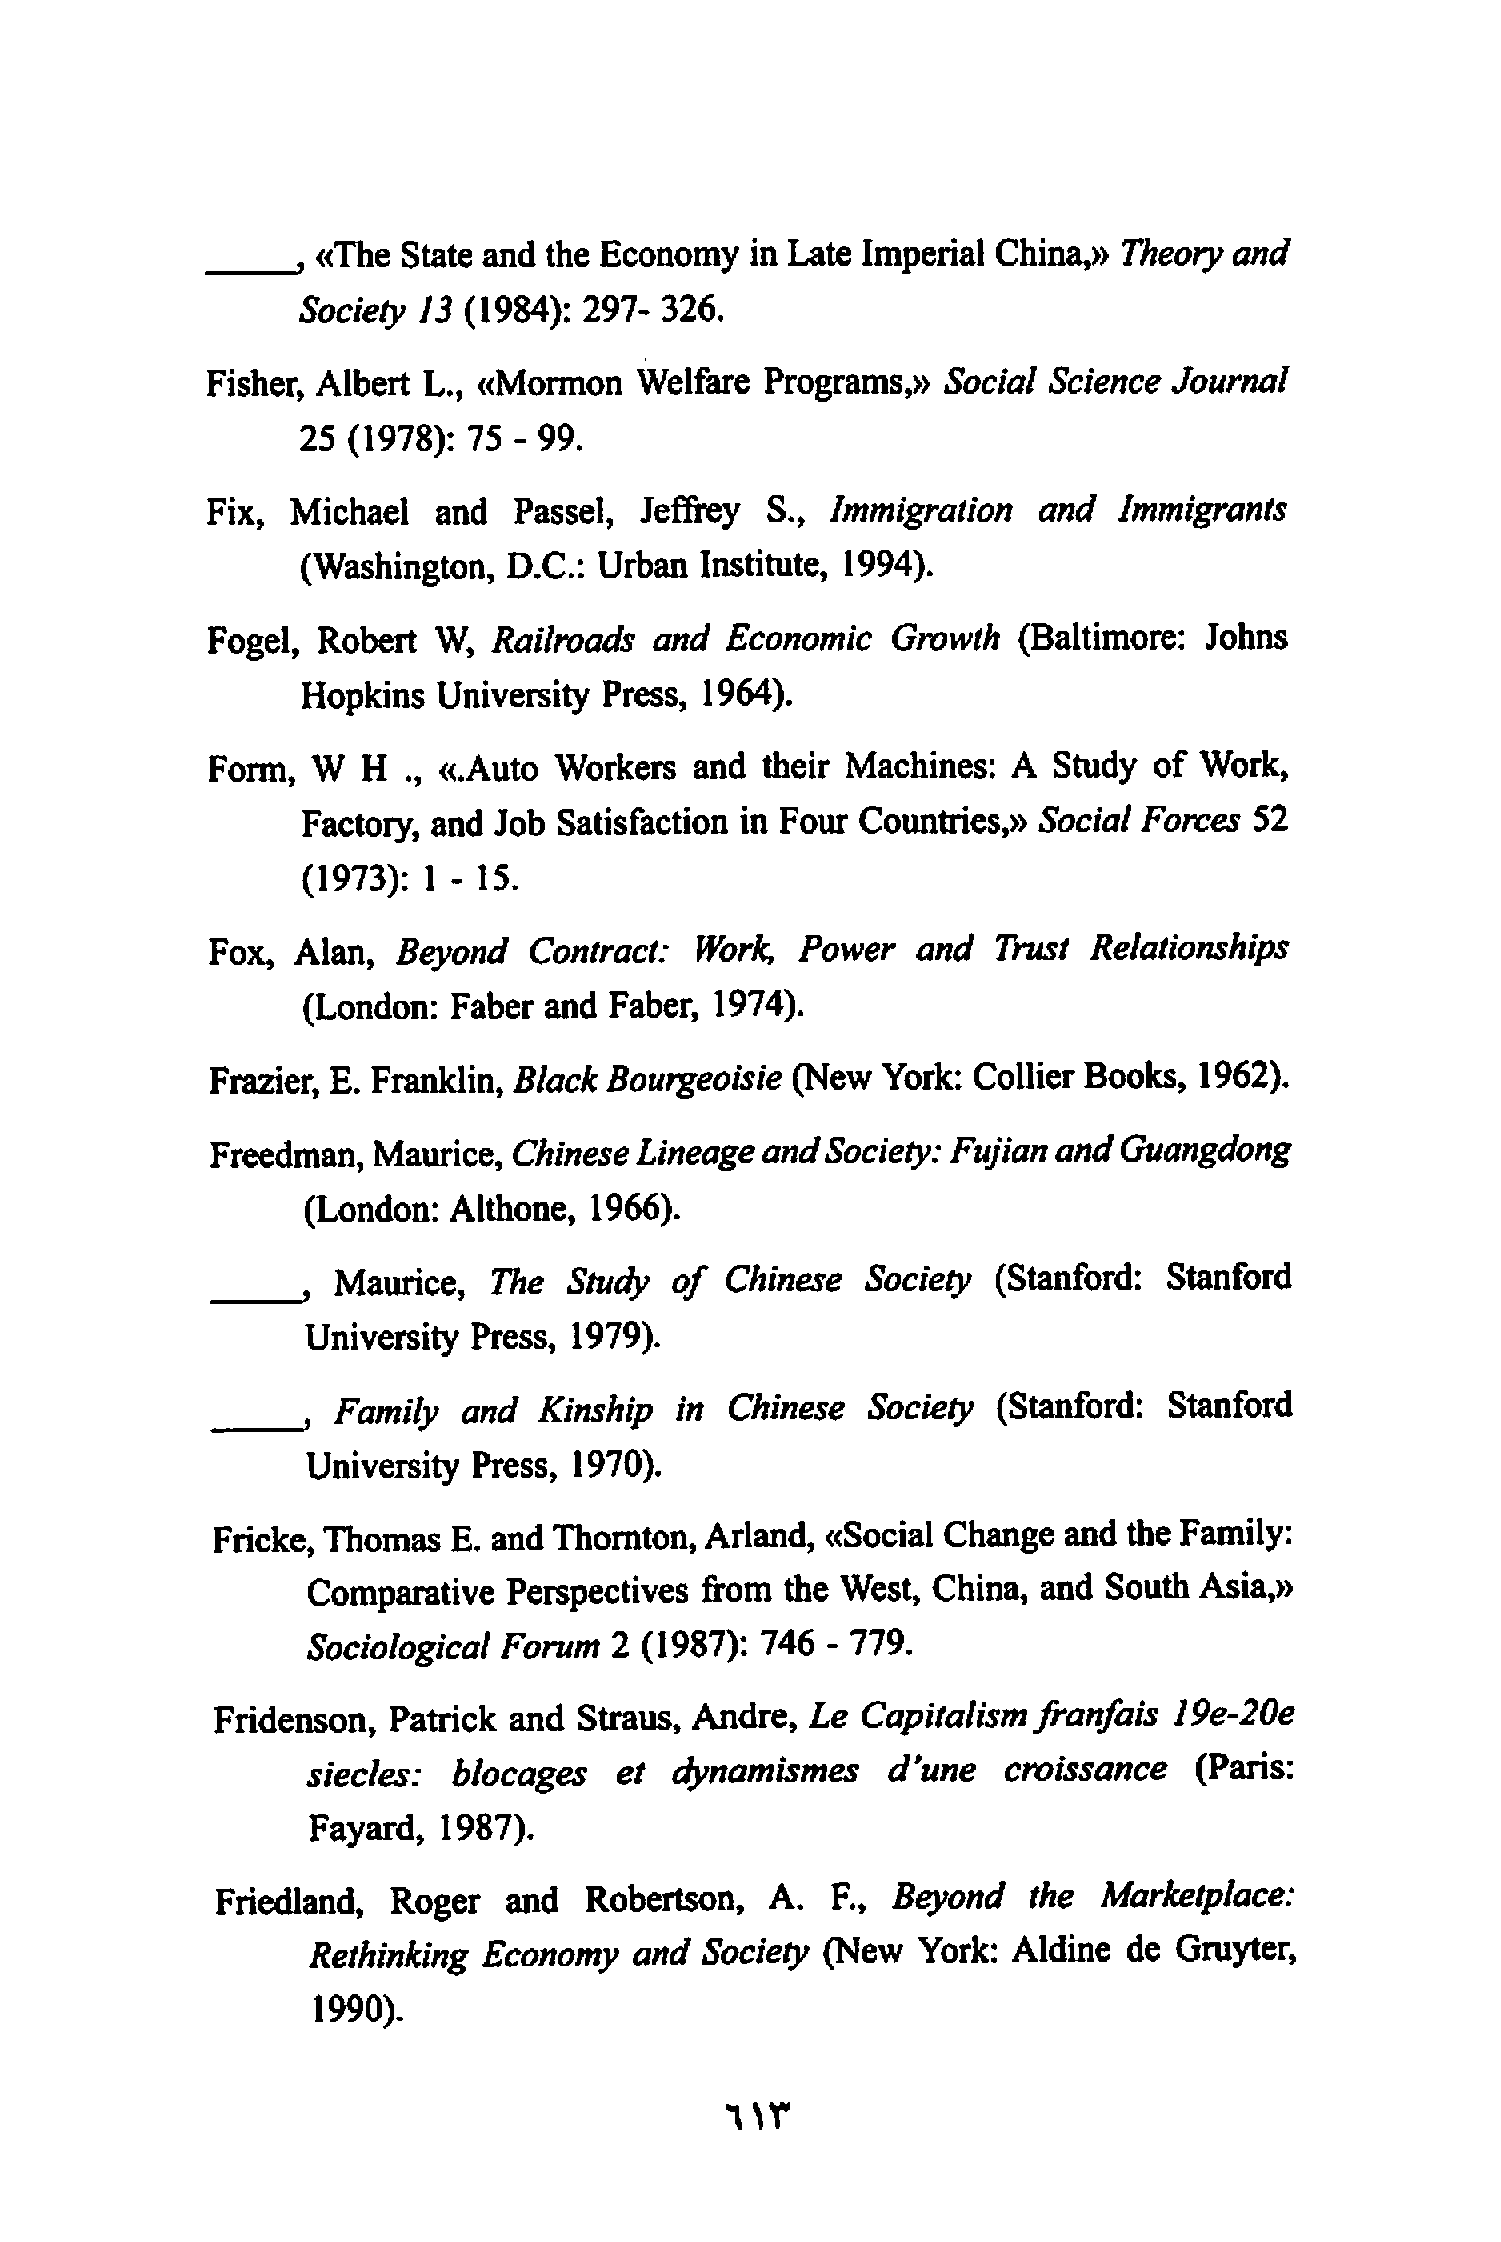 _____, «The State and the Economy in Late Imperial China,» Theory and
Society 13 (1984): 297- 326.
Fisher, Albert L., «Mormon Welfare Programs,» Social Science Journal
25 (1978): 75 - 99.
Fix, Michael and Passel, Jeffrey S., Immigration and Immigrants
(Washington, D.C.: Urban Institute, 1994).
Fogel, Robert W, Railroads and Economic Growth (Baltimore: Johns
Hopkins University Press, 1964).
Form, W H ., «.Auto Workers and their Machines: A Study of Work,
Factory, and Job Satisfaction in Four Countries,» Social Forces 52
(1973): 1 - 15.
Fox, Alan, Beyond Contract: Work, Power and Trust Relationships
(London: Faber and Faber, 1974).
Frazier, E. Franklin, Black Bourgeoisie (New York: Collier Books, 1962).
Freedman, Maurice, Chinese Lineage and Society: Fujian and Guangdong
(London: Althone, 1966).
_____, Maurice, The Study of Chinese Society (Stanford: Stanford
University Press, 1979).
_____, Family and Kinship in Chinese Society (Stanford: Stanford
University Press, 1970).
Fricke, Thomas E. and Thornton, Arland, «Social Change and the Family:
Comparative Perspectives from the West, China, and South Asia,»
Sociological Forum 2 (1987): 746 - 779.
Fridenson, Patrick and Straus, Andre, Le Capitalism franfais 19e-20e
siecles: blocages et dynamismes d'une croissance (Paris:
Fayard, 1987).
Friedland, Roger and Robertson, A. F., Beyond the Marketplace:
Rethinking Economy and Society (New York: Aldine de Gruyter,
1990).
٦١٣